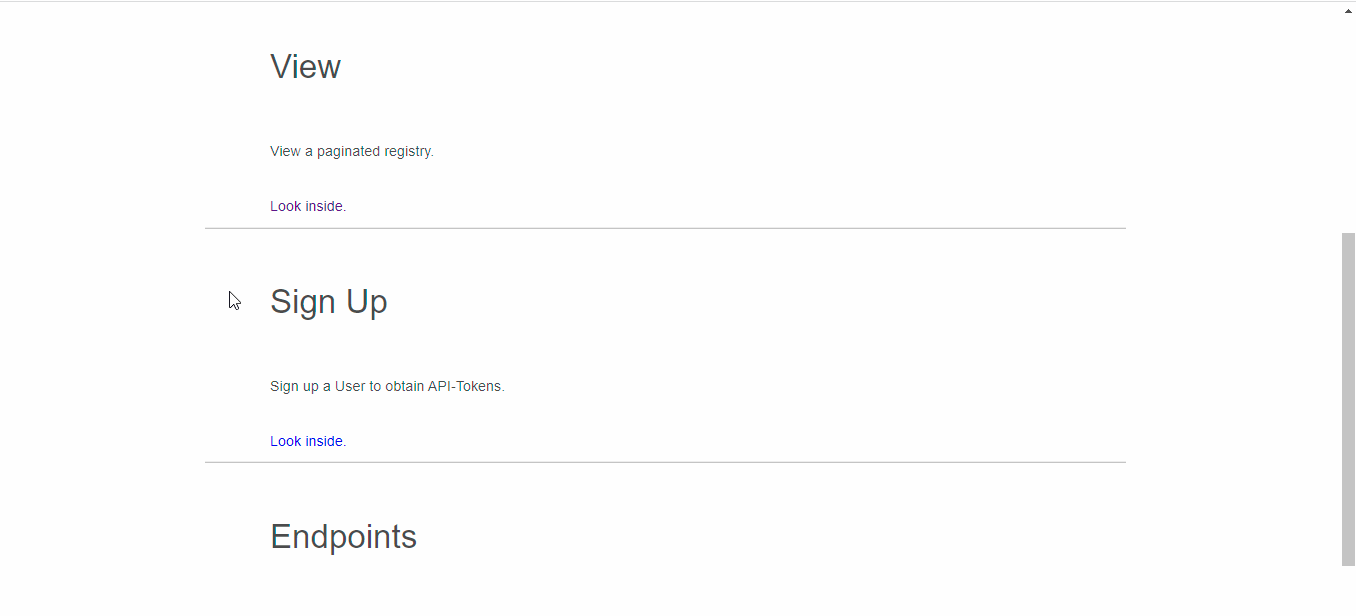 View
View a paginated registry.
Look inside.
Sign Up
Sign up a User to obtain API-Tokens.
Look inside.
Endpoints